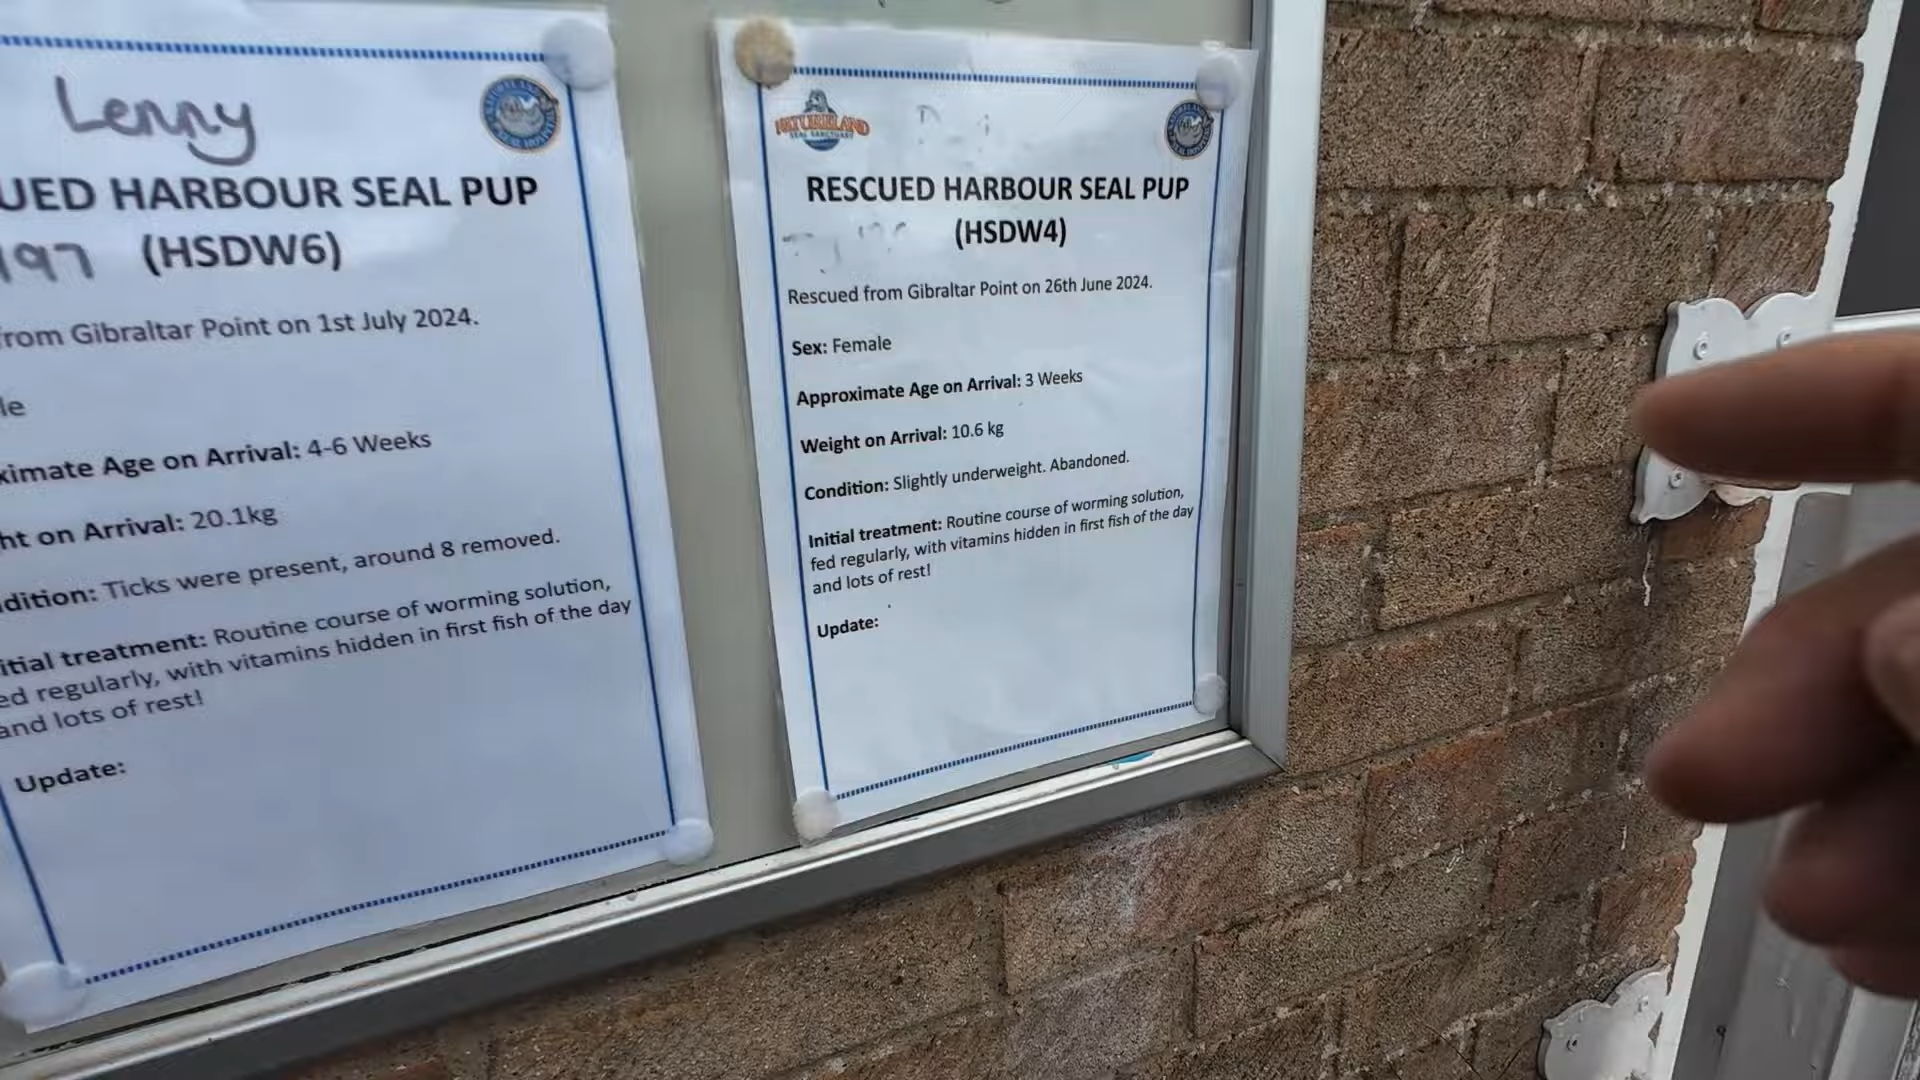 Lenny
UED HARBOUR SEAL PUP
197 (HSDW6)
from Gibraltar Point on 1st July 2024.
le
ximate Age on Arrival: 4-6 Weeks
ht on Arrival: 20.1kg
dition: Ticks were present, around 8 removed.
itial treatment: Routine course of worming solution,
ed regularly, with vitamins hidden in first fish of the day
and lots of rest!
Update:
NATURELAND
SEAL SANCTUARY
RESCUED HARBOUR SEAL PUP
(HSDW4)
Rescued from Gibraltar Point on 26th June 2024.
Sex: Female
Approximate Age on Arrival: 3 Weeks
Weight on Arrival: 10.6 kg
Condition: Slightly underweight. Abandoned.
Initial treatment: Routine course of worming solution,
fed regularly, with vitamins hidden in first fish of the day
and lots of rest!
Update: